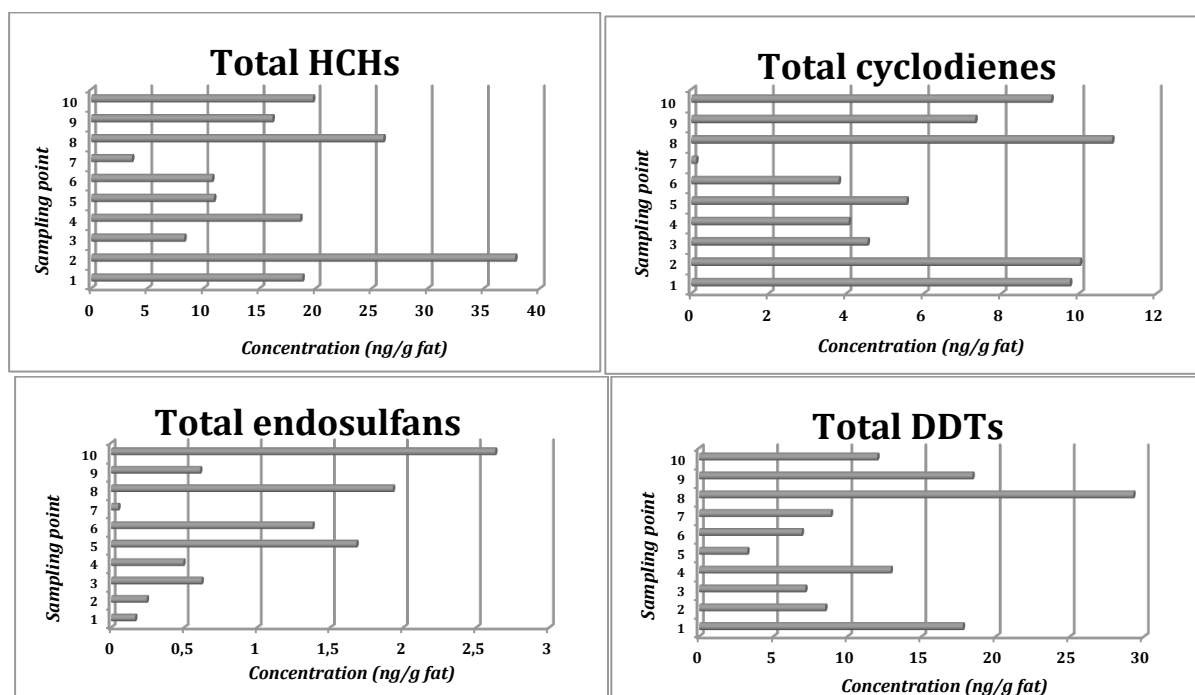 Total HCHs
Sampling point
10
9
8
7
6
5
4
3
2
1
0 5 10 15 20 25 30 35 40
Concentration (ng/g fat)
Total cyclodienes
Sampling point
10
9
8
7
6
5
4
3
2
1
0 2 4 6 8 10 12
Concentration (ng/g fat)
Total endosulfans
Sampling point
10
9
8
7
6
5
4
3
2
1
0 0,5 1 1,5 2 2,5 3
Concentration (ng/g fat)
Total DDTs
Sampling point
10
9
8
7
6
5
4
3
2
1
0 5 10 15 20 25 30
Concentration (ng/g fat)